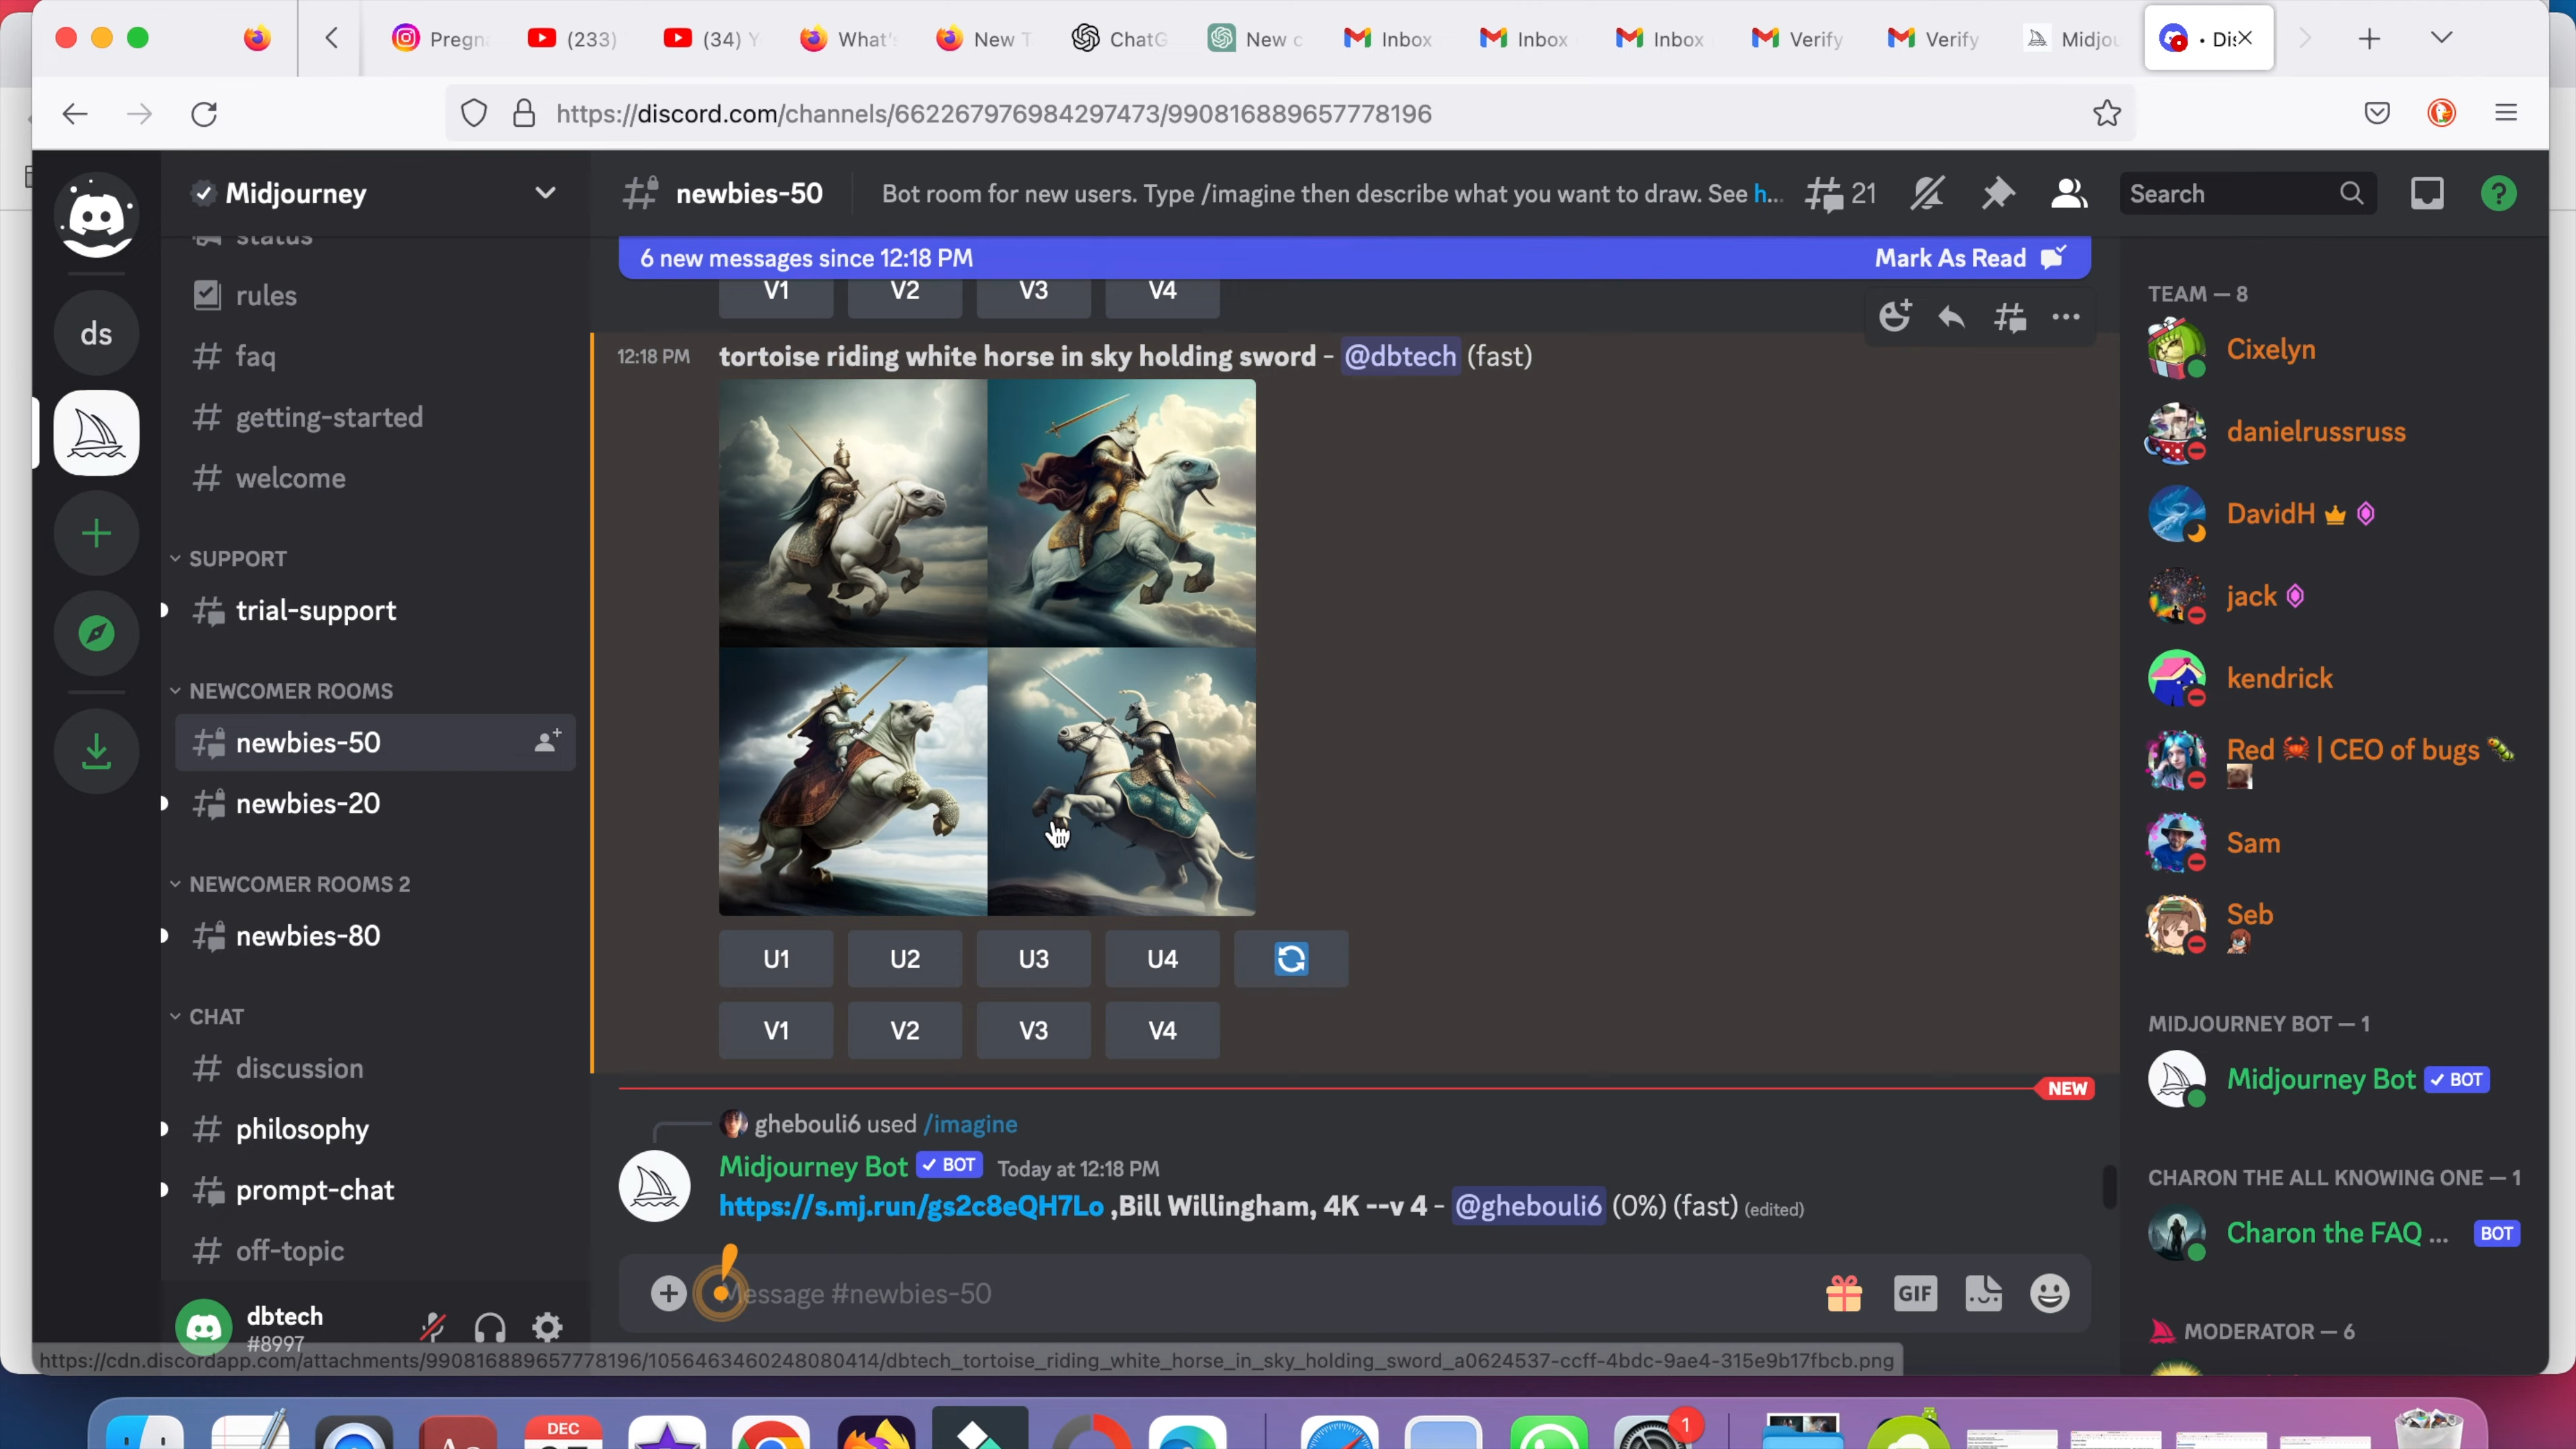 Pregn
(233)
(34) Y
What's
New T
ChatG
New c
Inbox
Inbox
Inbox
Verify
Verify
Midjou
• Dis
https://discord.com/channels/662267976984297473/990816889657778196
Midjourney
newbies-50
Bot room for new users. Type /imagine then describe what you want to draw. See h...
21
Search
status
rules
faq
getting-started
welcome
SUPPORT
trial-support
NEWCOMER ROOMS
newbies-50
newbies-20
NEWCOMER ROOMS 2
newbies-80
CHAT
discussion
philosophy
prompt-chat
off-topic
ds
dbtech
#8997
6 new messages since 12:18 PM
Mark As Read
V1 V2 V3 V4
12:18 PM tortoise riding white horse in sky holding sword - @dbtech (fast)
U1 U2 U3 U4
V1 V2 V3 V4
NEW
ghebouli6 used /imagine
Midjourney Bot BOT Today at 12:18 PM
https://s.mj.run/gs2c8eQH7Lo ,Bill Willingham, 4K --v 4 - @ghebouli6 (0%) (fast) (edited)
Message #newbies-50
GIF
TEAM — 8
Cixelyn
danielrussruss
DavidH
jack
kendrick
Red 🦀 | CEO of bugs 🐛
Sam
Seb
MIDJOURNEY BOT — 1
Midjourney Bot BOT
CHARON THE ALL KNOWING ONE — 1
Charon the FAQ ... BOT
MODERATOR — 6
https://cdn.discordapp.com/attachments/990816889657778196/1056463460248080414/dbtech_tortoise_riding_white_horse_in_sky_holding_sword_a0624537-ccff-4bdc-9ae4-315e9b17fbcb.png
DEC
1